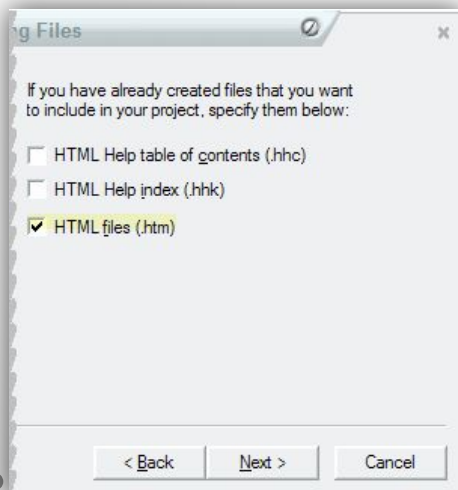 g Files
If you have already created files that you want
to include in your project, specify them below:
HTML Help table of contents (.hhc)
HTML Help index (.hhk)
HTML files (.htm)
< Back
Next >
Cancel